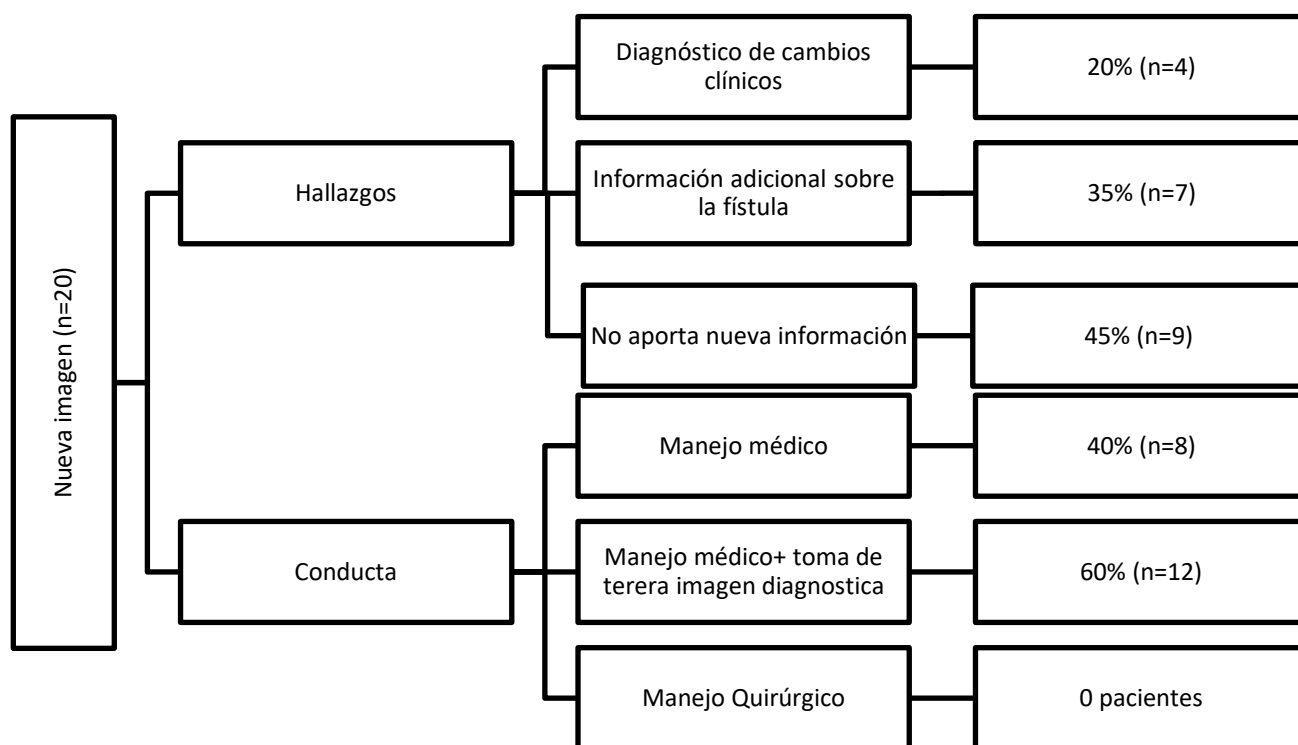 Nueva imagen (n=20)
Hallazgos
Diagnóstico de cambios
clínicos
20% (n=4)
Información adicional sobre
la fístula
35% (n=7)
No aporta nueva información
45% (n=9)
Conducta
Manejo médico
40% (n=8)
Manejo médico+ toma de
terera imagen diagnostica
60% (n=12)
Manejo Quirúrgico
0 pacientes